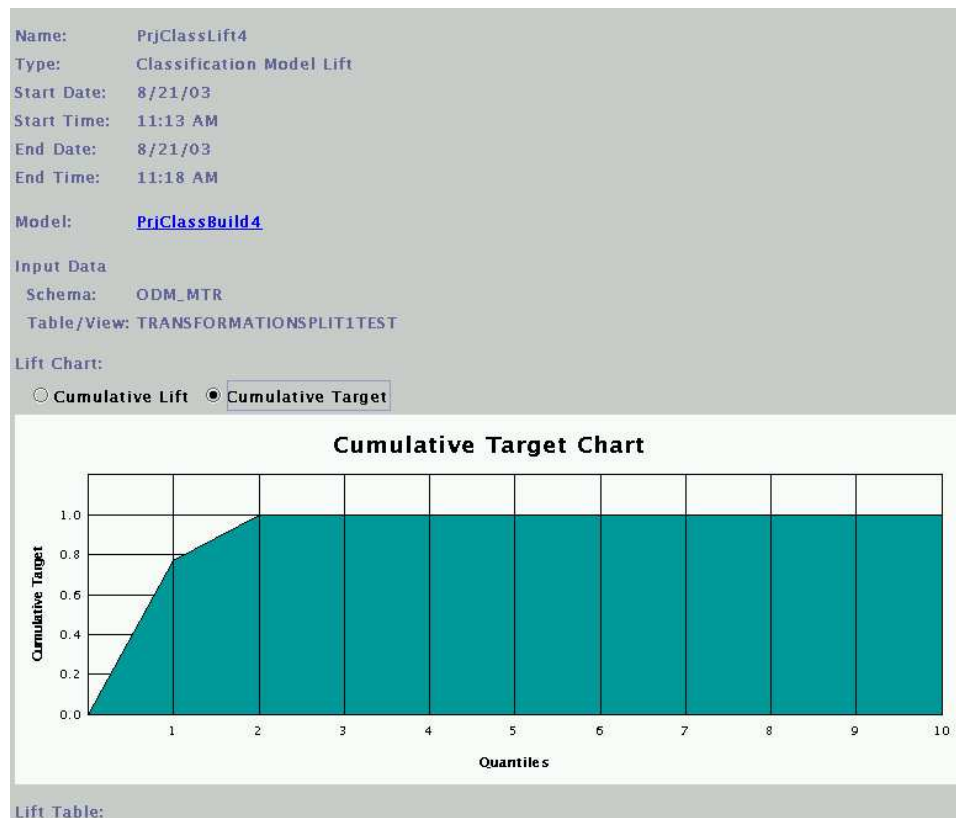 Name: PrjClassLift4
Type: Classification Model Lift
Start Date: 8/21/03
Start Time: 11:13 AM
End Date: 8/21/03
End Time: 11:18 AM
Model: PrjClassBuild4
Input Data
Schema: ODM_MTR
Table/View: TRANSFORMATIONSPLIT1TEST
Lift Chart:
Cumulative Lift Cumulative Target
Cumulative Target Chart
Cumulative Target
1.0
0.8
0.6
0.4
0.2
0.0
1 2 3 4 5 6 7 8 9 10
Quantiles
Lift Table: